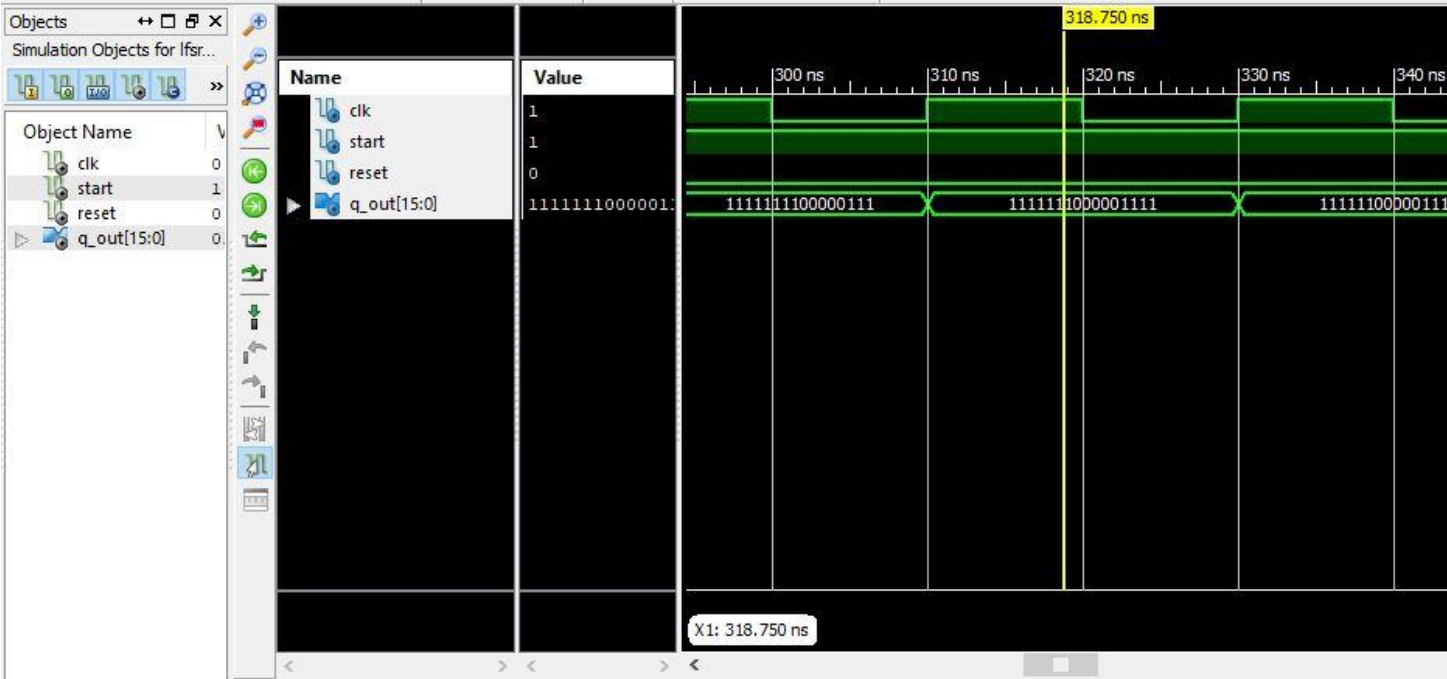 Objects
Simulation Objects for lfsr...
»
Object Name V
clk 0
start 1
reset 0
q_out[15:0] 0.
Name
clk
start
reset
q_out[15:0]
Value
1
1
0
11111110000011
318.750 ns
300 ns 310 ns 320 ns 330 ns 340 ns
1111111100000111 1111111000001111 11111100000111
X1: 318.750 ns